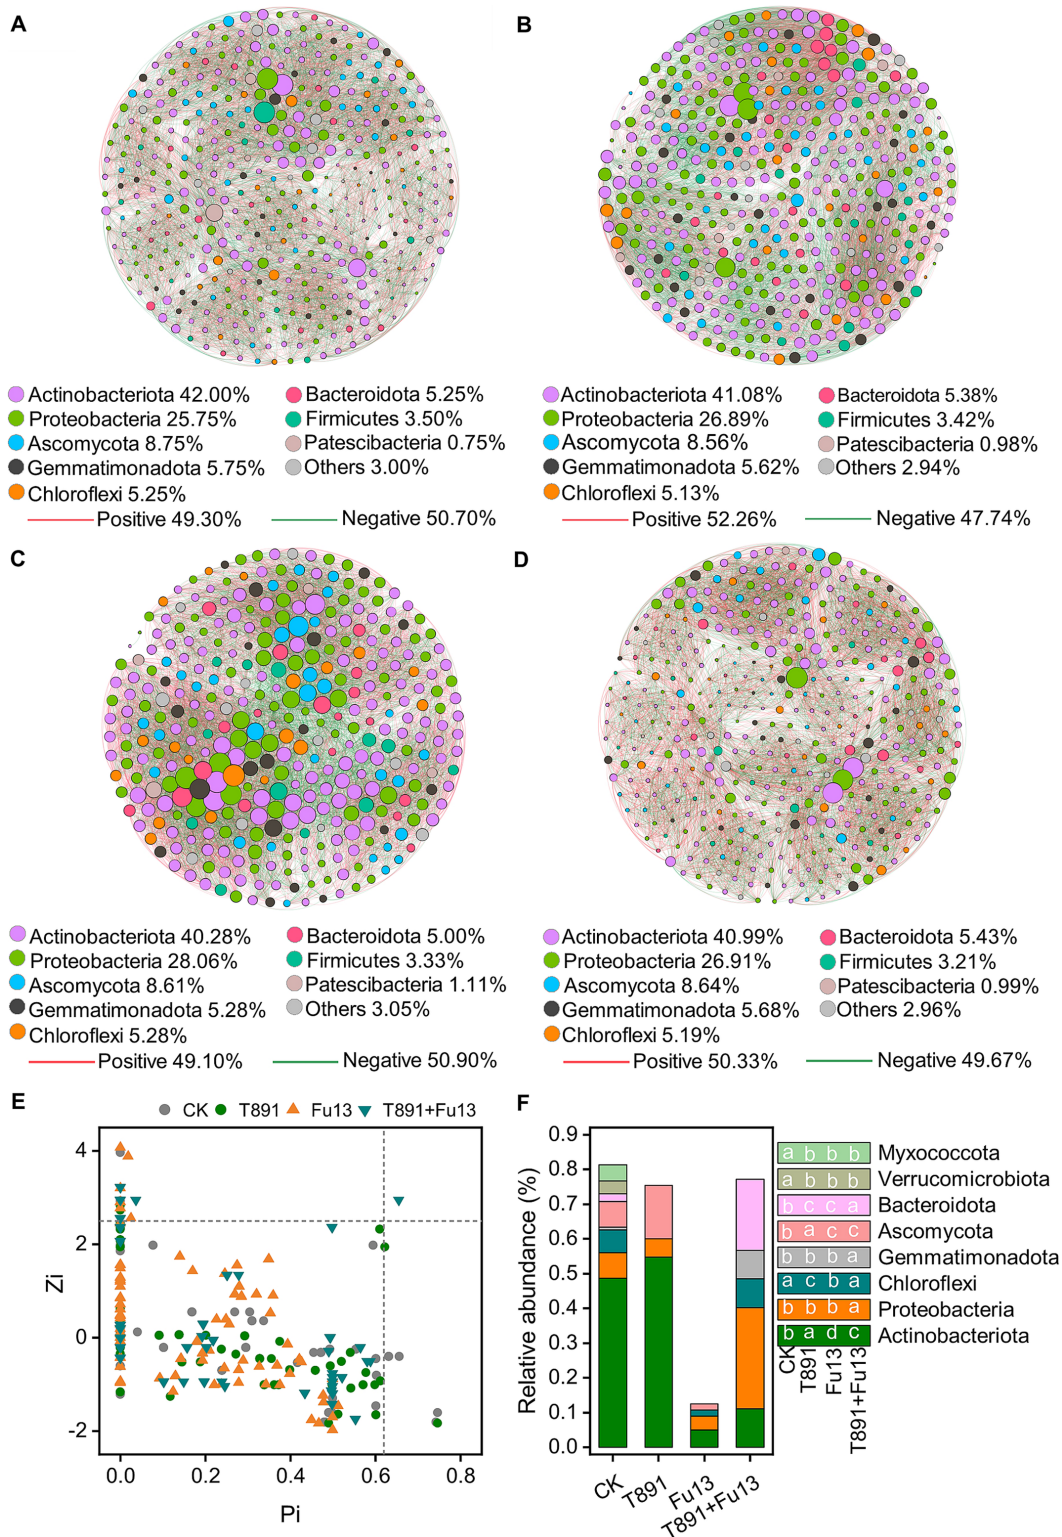 A
B
Actinobacteriota 42.00%
Bacteroidota 5.25%
Proteobacteria 25.75%
Firmicutes 3.50%
Ascomycota 8.75%
Patescibacteria 0.75%
Gemmatimonadota 5.75%
Others 3.00%
Chloroflexi 5.25%
Positive 49.30%
Negative 50.70%
Actinobacteriota 41.08%
Bacteroidota 5.38%
Proteobacteria 26.89%
Firmicutes 3.42%
Ascomycota 8.56%
Patescibacteria 0.98%
Gemmatimonadota 5.62%
Others 2.94%
Chloroflexi 5.13%
Positive 52.26%
Negative 47.74%
C
D
Actinobacteriota 40.28%
Bacteroidota 5.00%
Proteobacteria 28.06%
Firmicutes 3.33%
Ascomycota 8.61%
Patescibacteria 1.11%
Gemmatimonadota 5.28%
Others 3.05%
Chloroflexi 5.28%
Positive 49.10%
Negative 50.90%
Actinobacteriota 40.99%
Bacteroidota 5.43%
Proteobacteria 26.91%
Firmicutes 3.21%
Ascomycota 8.64%
Patescibacteria 0.99%
Gemmatimonadota 5.68%
Others 2.96%
Chloroflexi 5.19%
Positive 50.33%
Negative 49.67%
E
CK T891 Fu13 T891+Fu13
4
2
0
-2
Zi
0.0 0.2 0.4 0.6 0.8
Pi
F
0.9
0.8
0.7
0.6
0.5
0.4
0.3
0.2
0.1
0.0
Relative abundance (%)
CK
T891
Fu13
T891+Fu13
a b b b Myxococcota
a b b b Verrucomicrobiota
b c c a Bacteroidota
b a c c Ascomycota
b b b a Gemmatimonadota
a c b a Chloroflexi
b b b a Proteobacteria
b a d c Actinobacteriota
CK
T891
Fu13
T891+Fu13